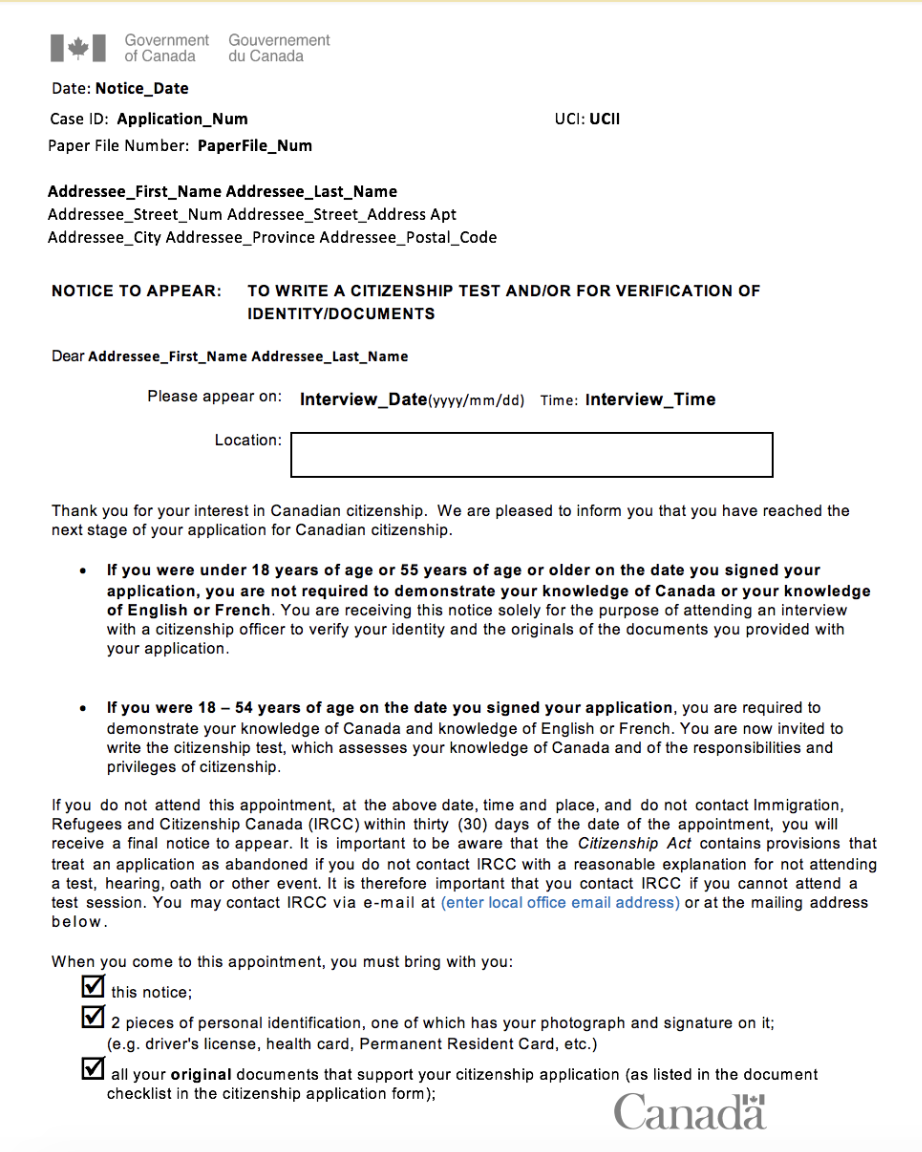 Government Gouvernement
of Canada du Canada
Date: Notice_Date
Case ID: Application_Num UCI: UCII
Paper File Number: PaperFile_Num
Addressee_First_Name Addressee_Last_Name
Addressee_Street_Num Addressee_Street_Address Apt
Addressee_City Addressee_Province Addressee_Postal_Code
NOTICE TO APPEAR: TO WRITE A CITIZENSHIP TEST AND/OR FOR VERIFICATION OF
IDENTITY/DOCUMENTS
Dear Addressee_First_Name Addressee_Last_Name
Please appear on: Interview_Date(yyyy/mm/dd) Time: Interview_Time
Location:
Thank you for your interest in Canadian citizenship. We are pleased to inform you that you have reached the
next stage of your application for Canadian citizenship.
• If you were under 18 years of age or 55 years of age or older on the date you signed your
application, you are not required to demonstrate your knowledge of Canada or your knowledge
of English or French. You are receiving this notice solely for the purpose of attending an interview
with a citizenship officer to verify your identity and the originals of the documents you provided with
your application.
• If you were 18 – 54 years of age on the date you signed your application, you are required to
demonstrate your knowledge of Canada and knowledge of English or French. You are now invited to
write the citizenship test, which assesses your knowledge of Canada and of the responsibilities and
privileges of citizenship.
If you do not attend this appointment, at the above date, time and place, and do not contact Immigration,
Refugees and Citizenship Canada (IRCC) within thirty (30) days of the date of the appointment, you will
receive a final notice to appear. It is important to be aware that the Citizenship Act contains provisions that
treat an application as abandoned if you do not contact IRCC with a reasonable explanation for not attending
a test, hearing, oath or other event. It is therefore important that you contact IRCC if you cannot attend a
test session. You may contact IRCC via e-mail at (enter local office email address) or at the mailing address
below.
When you come to this appointment, you must bring with you:
☑ this notice;
☑ 2 pieces of personal identification, one of which has your photograph and signature on it;
(e.g. driver's license, health card, Permanent Resident Card, etc.)
☑ all your original documents that support your citizenship application (as listed in the document
checklist in the citizenship application form);
Canada